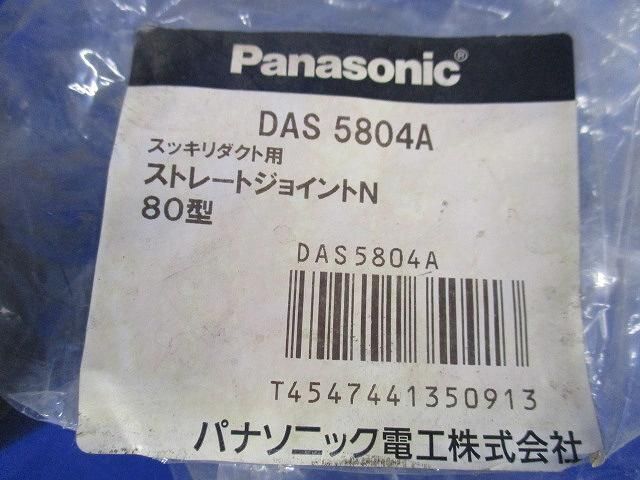 Panasonic®
DAS 5804A
スッキリダクト用
ストレートジョイントN
80型
DAS5804A
T4547441350913
パナソニック電工株式会社